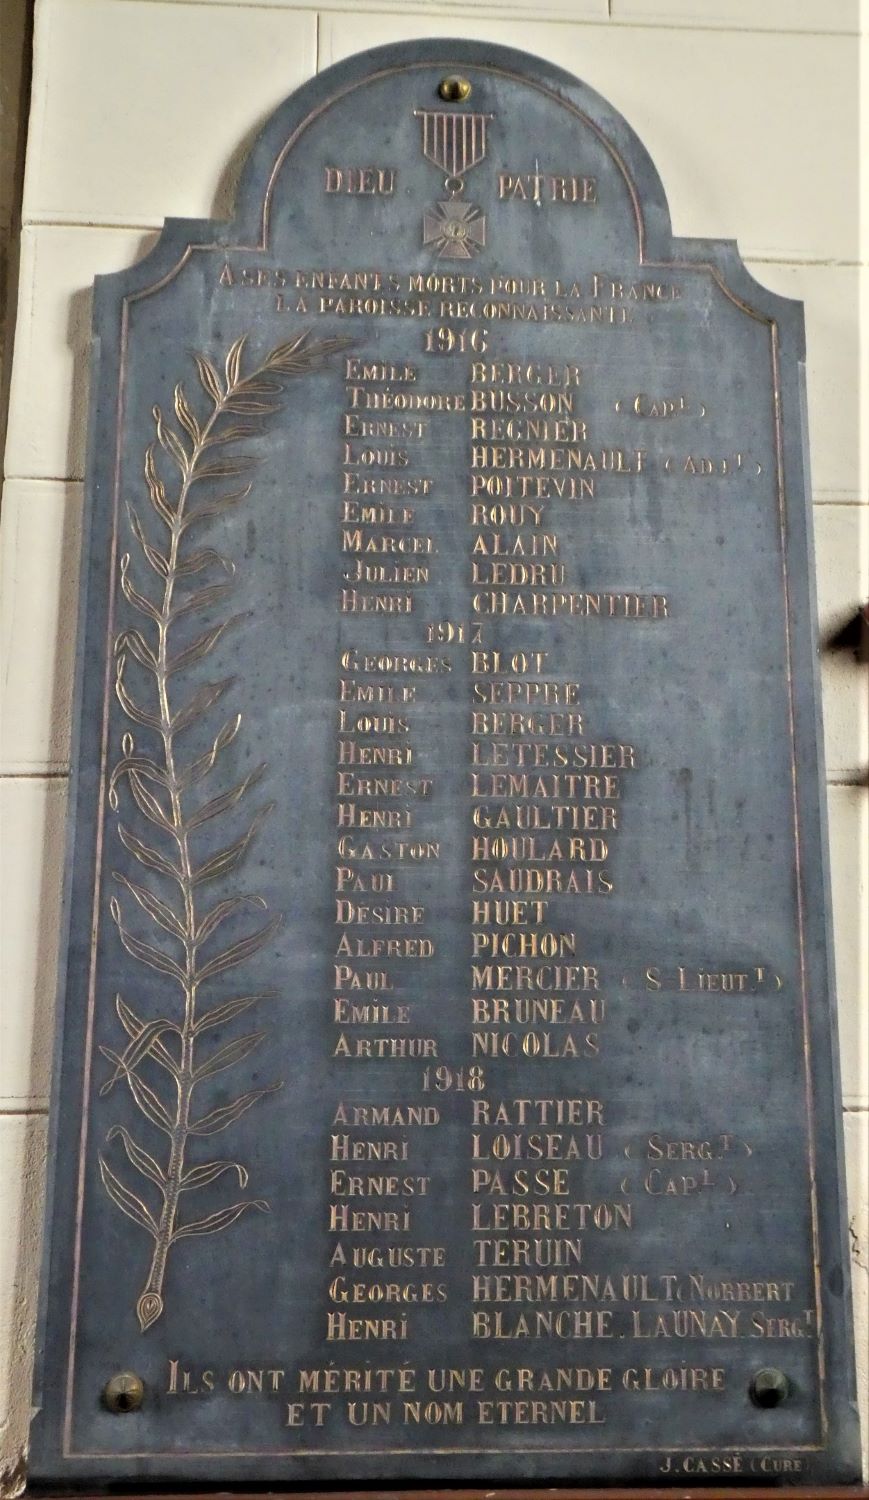 DIEU PATRIE
A SES ENFANTS MORTS POUR LA FRANCE
LA PAROISSE RECONNAISSANTE
1916
EMILE BERGER
THÉODORE BUSSON (CAPL)
ERNEST REGNIER
LOUIS HERMENAULT (ADJT)
ERNEST POITEVIN
EMILE ROUY
MARCEL ALAIN
JULIEN LEDRU
HENRI CHARPENTIER
1917
GEORGES BLOT
EMILE SEPPRE
LOUIS BERGER
HENRI LETESSIER
ERNEST LEMAITRE
HENRI GAULTIER
GASTON HOULARD
PAUL SAUDRAIS
DESIRÉ HUET
ALFRED PICHON
PAUL MERCIER (S-LIEUT.T)
EMILE BRUNEAU
ARTHUR NICOLAS
1918
ARMAND RATTIER
HENRI LOISEAU (SERG.T)
ERNEST PASSE (CAP.L)
HENRI LEBRETON
AUGUSTE TERUIN
GEORGES HERMENAULT (NORBERT
HENRI BLANCHE.LAUNAY SERG.T
ILS ONT MÉRITÉ UNE GRANDE GLOIRE
ET UN NOM ETERNEL
J. CASSÉ (CURE)